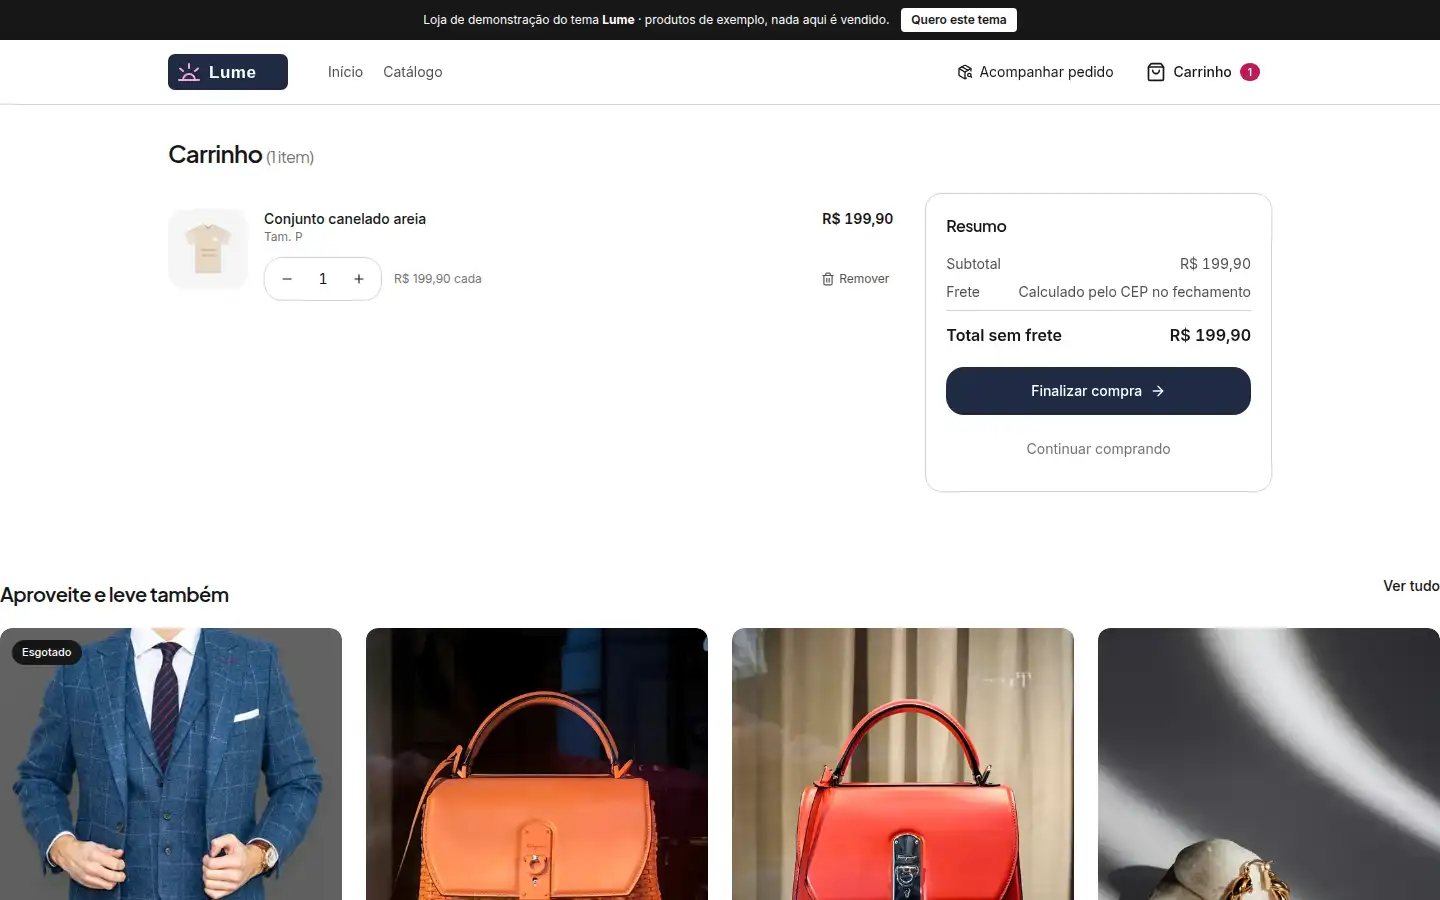 Loja de demonstração do tema Lume · produtos de exemplo, nada aqui é vendido. Quero este tema
Lume Início Catálogo Acompanhar pedido Carrinho 1
Carrinho (1 item)
Conjunto canelado areia R$ 199,90
Tam. P
− 1 + R$ 199,90 cada Remover
Resumo
Subtotal R$ 199,90
Frete Calculado pelo CEP no fechamento
Total sem frete R$ 199,90
Finalizar compra →
Continuar comprando
Aproveite e leve também Ver tudo
Esgotado